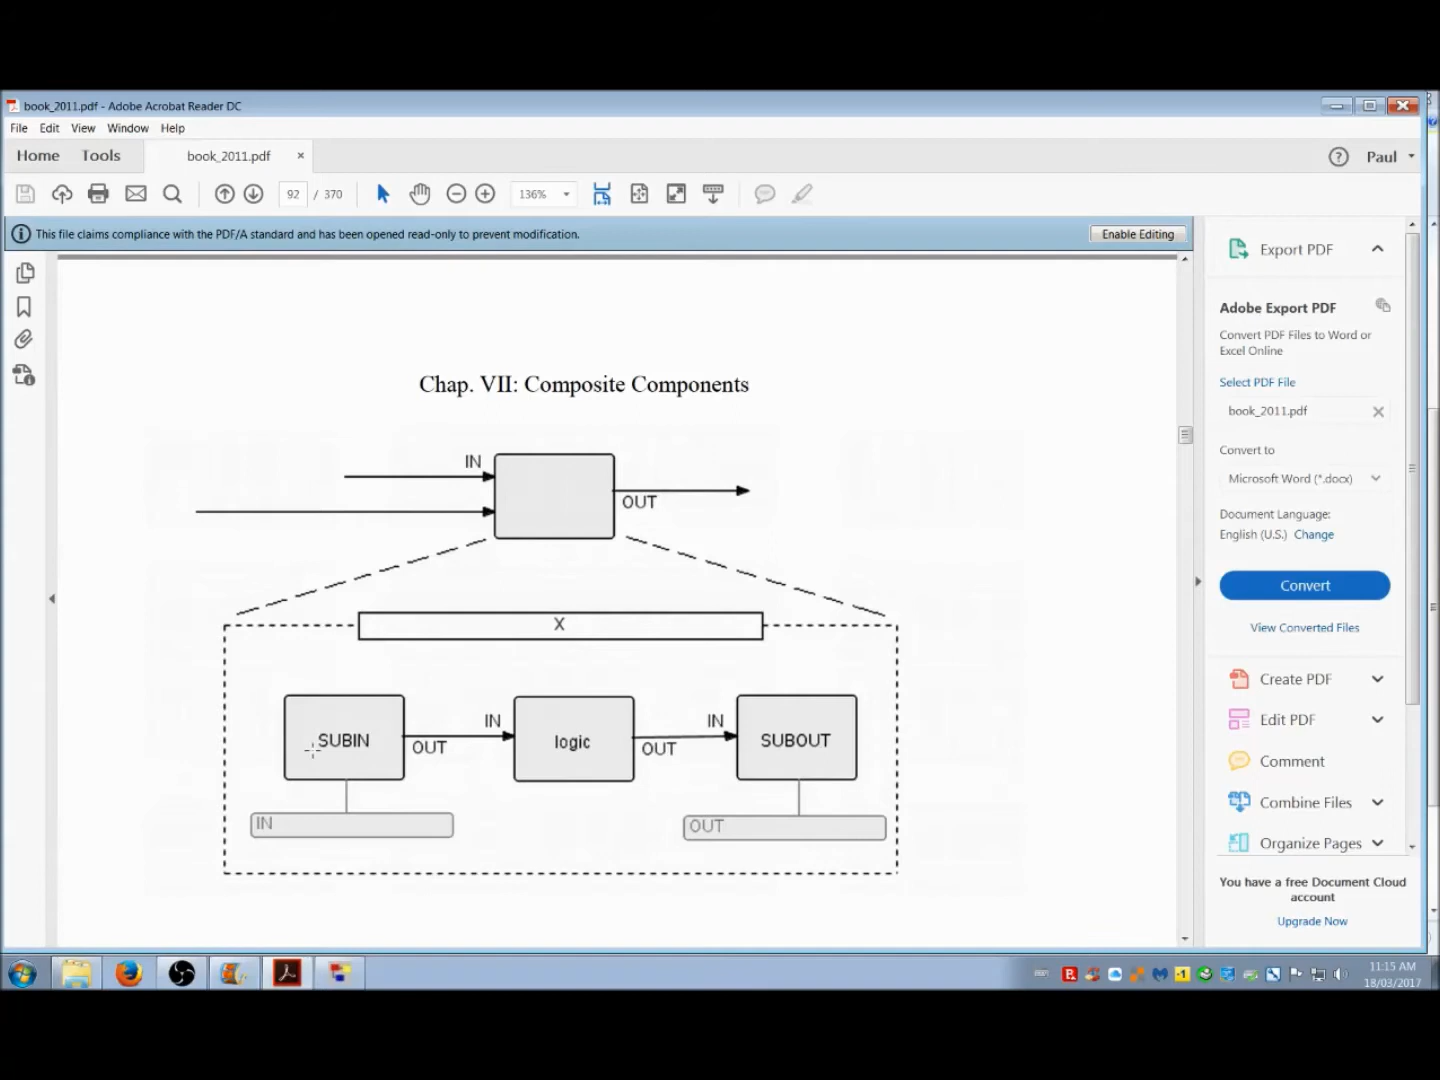 book_2011.pdf - Adobe Acrobat Reader DC
File Edit View Window Help
Home Tools book_2011.pdf × Paul
92 / 370 136%
This file claims compliance with the PDF/A standard and has been opened read-only to prevent modification. Enable Editing
Chap. VII: Composite Components
IN
OUT
X
SUBIN
OUT
IN
logic
OUT
IN
SUBOUT
IN
OUT
Export PDF
Adobe Export PDF
Convert PDF Files to Word or
Excel Online
Select PDF File
book_2011.pdf
Convert to
Microsoft Word (*.docx)
Document Language:
English (U.S.) Change
Convert
View Converted Files
Create PDF
Edit PDF
Comment
Combine Files
Organize Pages
You have a free Document Cloud
account
Upgrade Now
11:15 AM
18/03/2017